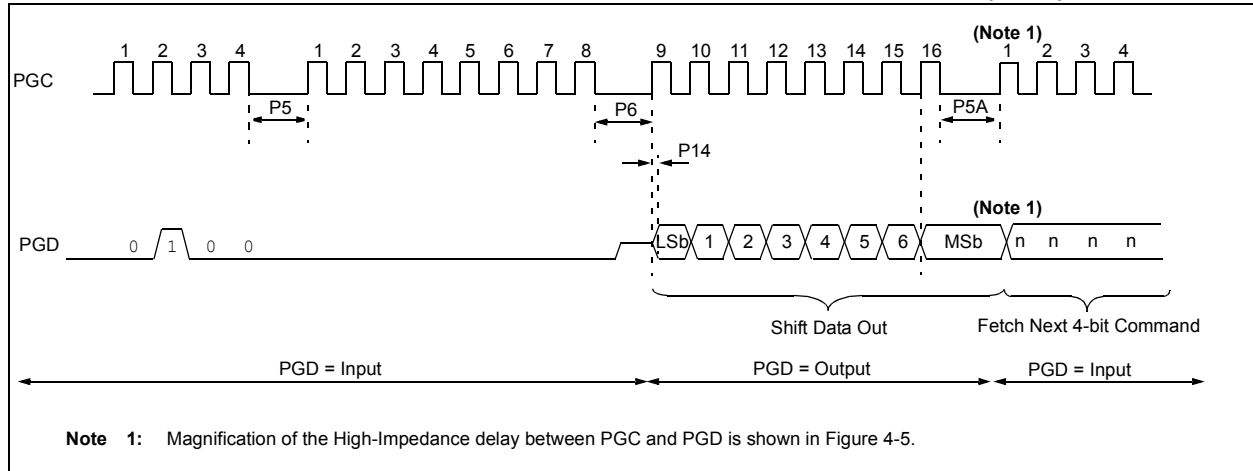 (Note 1)
1 2 3 4 1 2 3 4 5 6 7 8 9 10 11 12 13 14 15 16 1 2 3 4
PGC
P5 P6 P5A
P14
(Note 1)
PGD 0 1 0 0 LSb 1 2 3 4 5 6 MSb n n n n
Shift Data Out Fetch Next 4-bit Command
PGD = Input PGD = Output PGD = Input
Note 1: Magnification of the High-Impedance delay between PGC and PGD is shown in Figure 4-5.